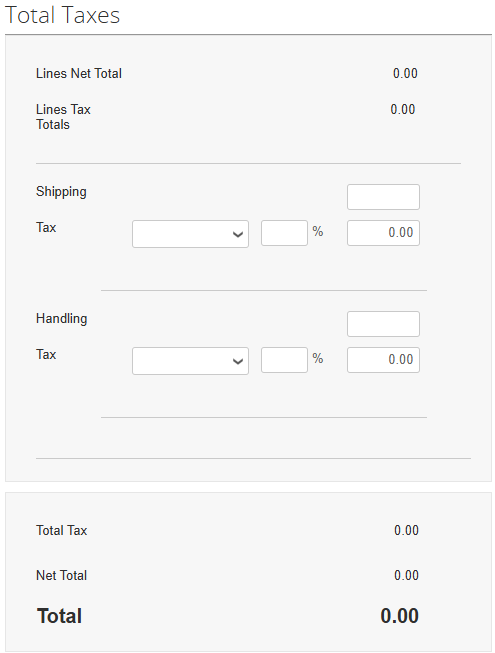 Total Taxes
Lines Net Total 0.00
Lines Tax 0.00
Totals
Shipping
Tax % 0.00
Handling
Tax % 0.00
Total Tax 0.00
Net Total 0.00
Total 0.00